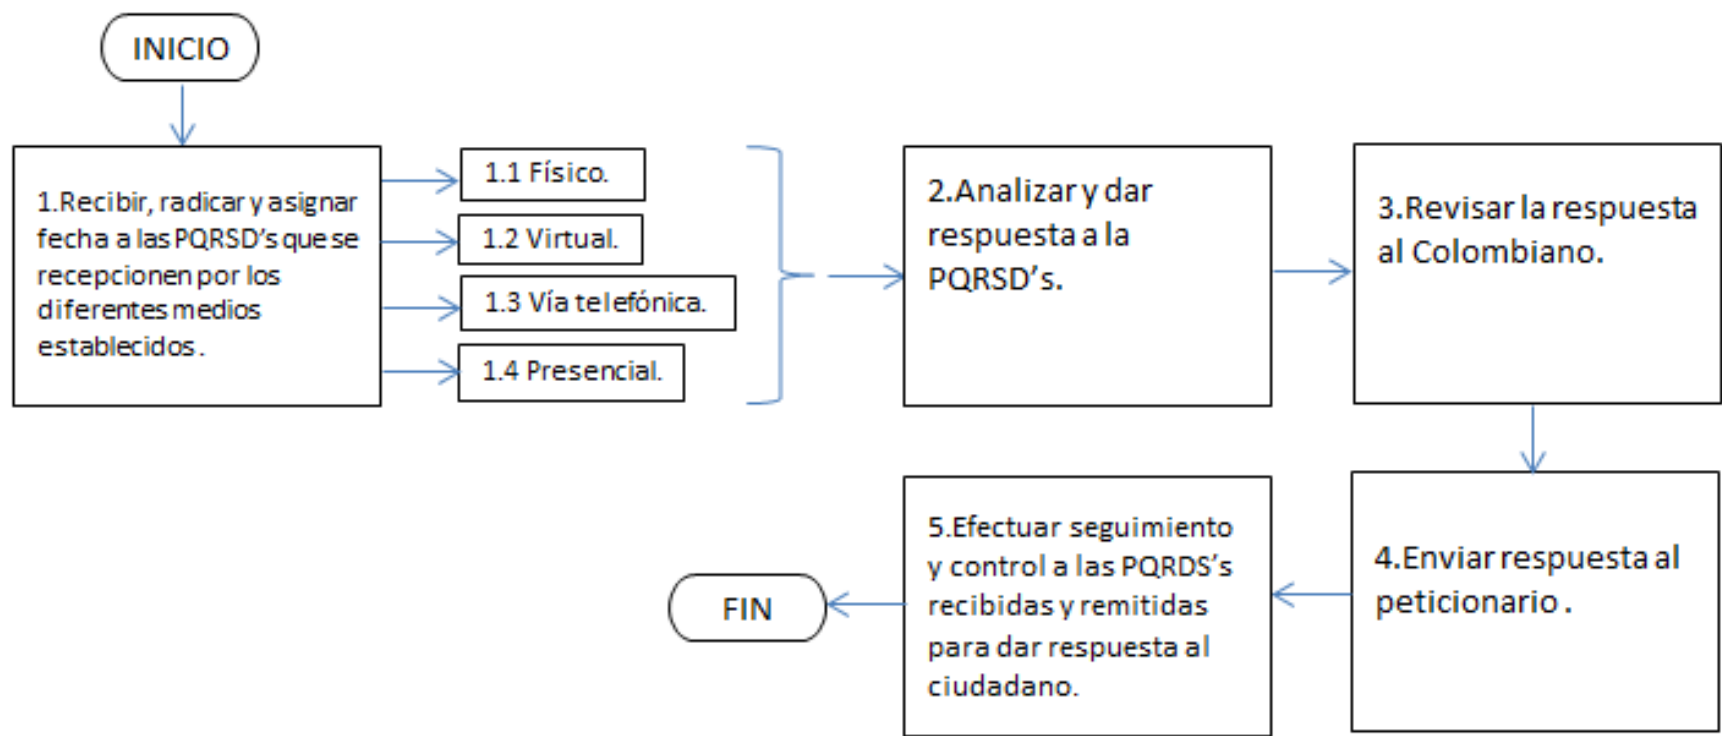 INICIO
1.Recibir, radicar y asignar
fecha a las PQRSD's que se
recepcionen por los
diferentes medios
establecidos.
1.1 Físico.
1.2 Virtual.
1.3 Vía telefónica.
1.4 Presencial.
2.Analizar y dar
respuesta a la
PQRSD's.
3.Revisar la respuesta
al Colombiano.
4.Enviar respuesta al
peticionario.
5.Efectuar seguimiento
y control a las PQRDS's
recibidas y remitidas
para dar respuesta al
ciudadano.
FIN